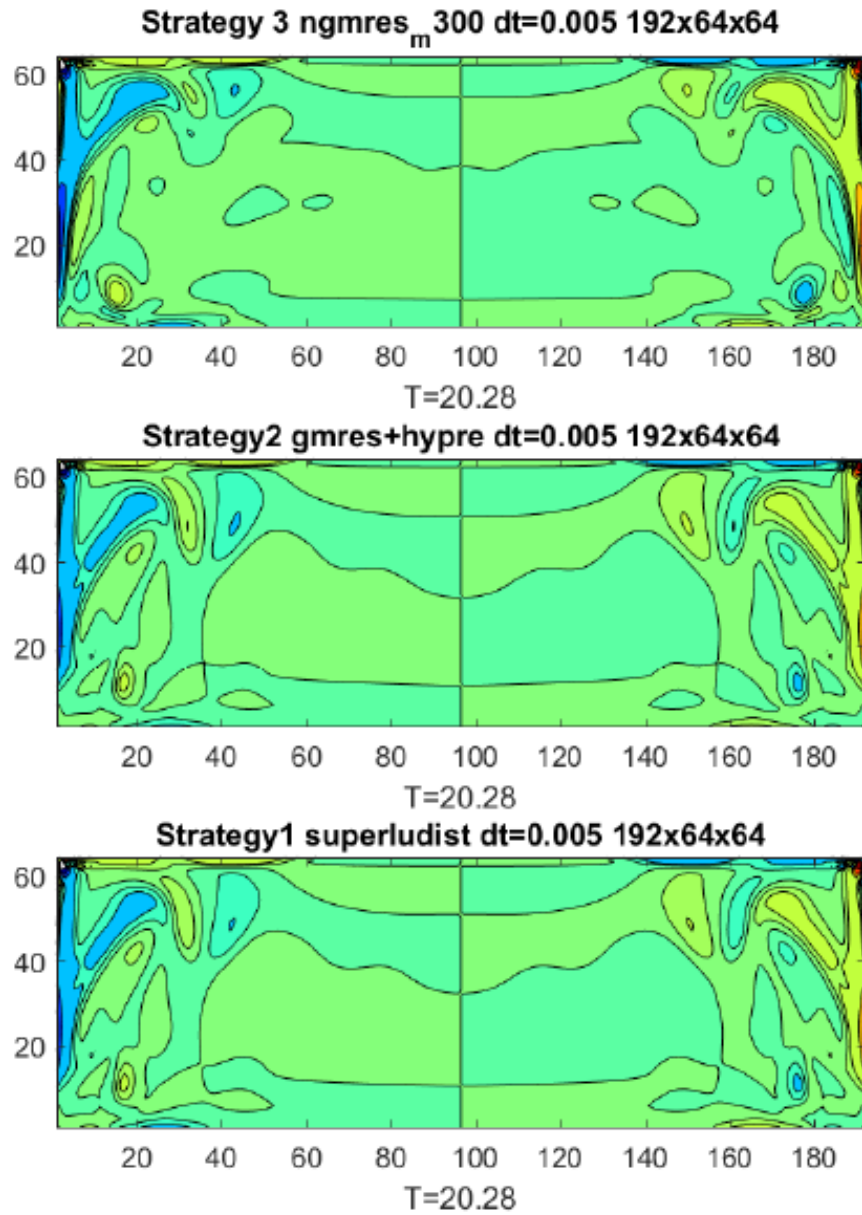 Strategy 3 ngmres_m300 dt=0.005 192x64x64
60
40
20
20 40 60 80 100 120 140 160 180
T=20.28
Strategy2 gmres+hypre dt=0.005 192x64x64
60
40
20
20 40 60 80 100 120 140 160 180
T=20.28
Strategy1 superludist dt=0.005 192x64x64
60
40
20
20 40 60 80 100 120 140 160 180
T=20.28